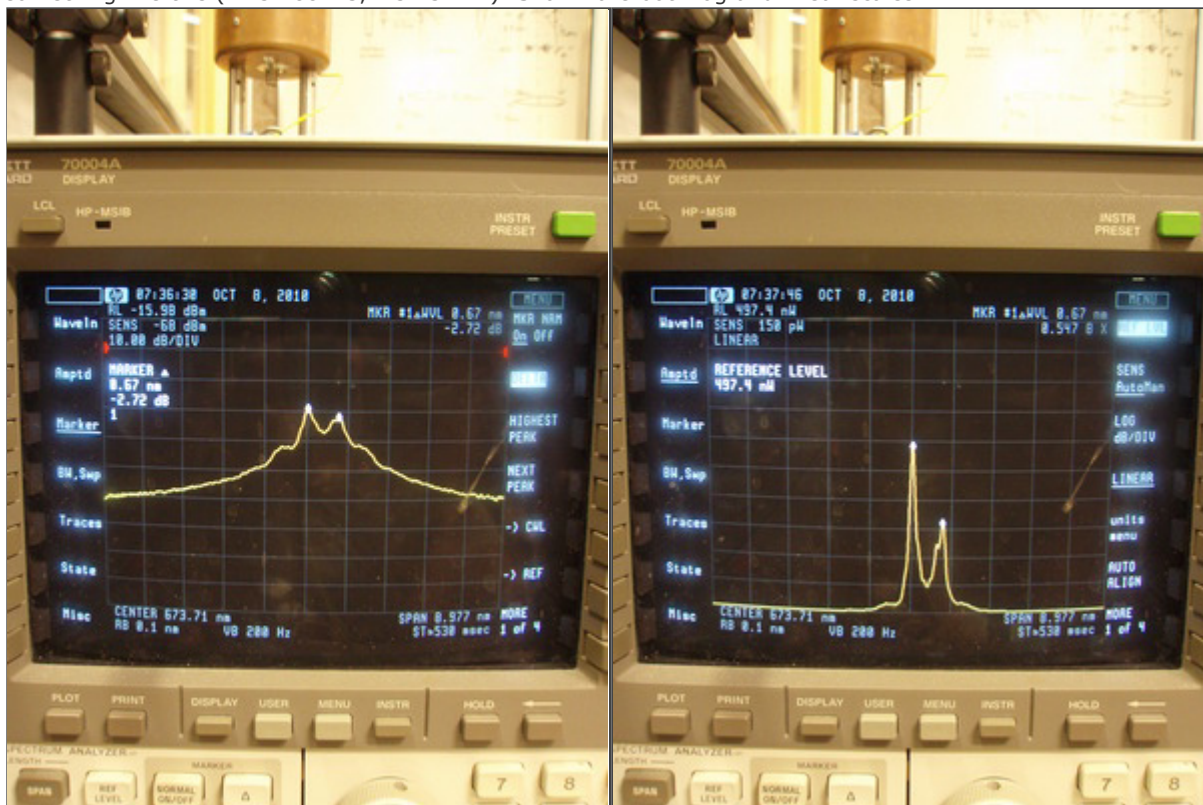 70004A
DISPLAY
LCL
HP-MSIB
INSTR
PRESET
07:36:30 OCT 8, 2010
RL -15.98 dBm
SENS -68 dBm
10.00 dB/DIV
MKR #1 WVL 0.67 nm
-2.72 dB
MARKER
0.67 nm
-2.72 dB
1
Waveln
Amptd
Marker
BW,Swp
Traces
State
Misc
MENU
MKR NRM
On Off
HIGHEST
PEAK
NEXT
PEAK
-> CWL
-> REF
MORE
1 of 4
CENTER 673.71 nm
SPAN 8.977 nm
RB 0.1 nm
VB 200 Hz
ST≈530 msec
PLOT
PRINT
DISPLAY
USER
MENU
INSTR
HOLD
SPECTRUM ANALYZER
MARKER
SPAN
REF
LEVEL
NORMAL
ON/OFF
Δ
7
8
70004A
DISPLAY
LCL
HP-MSIB
INSTR
PRESET
07:37:46 OCT 8, 2010
RL 497.4 nW
SENS 150 pW
LINEAR
MKR #1 WVL 0.67 nm
REFERENCE LEVEL
497.4 nW
Waveln
Amptd
Marker
BW,Swp
Traces
State
Misc
MENU
REF LVL
SENS
AutoMan
LOG
dB/DIV
LINEAR
units
menu
AUTO
ALIGN
MORE
1 of 4
CENTER 673.71 nm
SPAN 8.977 nm
RB 0.1 nm
VB 200 Hz
ST≈530 msec
PLOT
PRINT
DISPLAY
USER
MENU
INSTR
HOLD
SPECTRUM ANALYZER
MARKER
SPAN
REF
LEVEL
NORMAL
ON/OFF
Δ
7
8